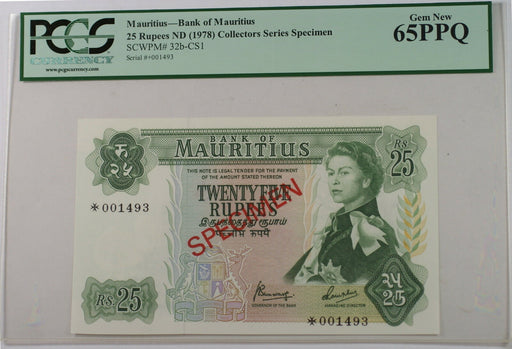 PCGS
CURRENCY
www.pcgscurrency.com
Mauritius—Bank of Mauritius
25 Rupees ND (1978) Collectors Series Specimen
SCWPM# 32b-CS1
Serial#*001493
Gem New
65PPQ
BANK OF
MAURITIUS
THIS NOTE IS LEGAL TENDER FOR THE PAYMENT
OF THE AMOUNT STATED THEREON
TWENTY FIVE
RUPEES
Rs. 25
*001493
SPECIMEN
Rs. 25
GOVERNOR OF THE BANK
MANAGING DIRECTOR
*001493
25